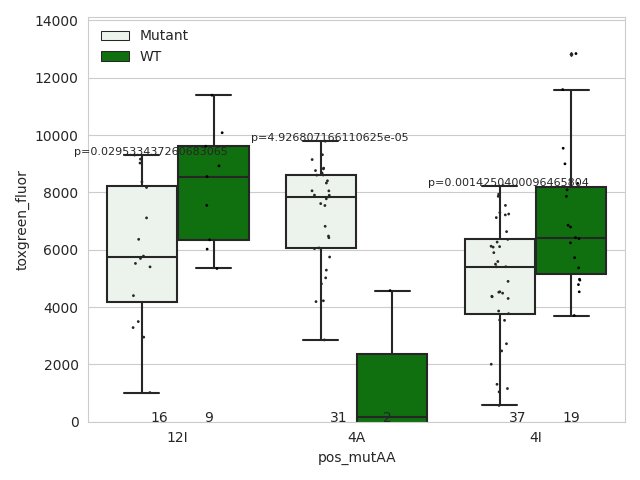 14000
Mutant
WT
12000
10000
p=4.926807166110625e-05
p=0.029533437260683065
p=0.0014250400096465894
8000
6000
4000
2000
0
16 9 31 2 37 19
12I 4A 4I
pos_mutAA
toxgreen_fluor